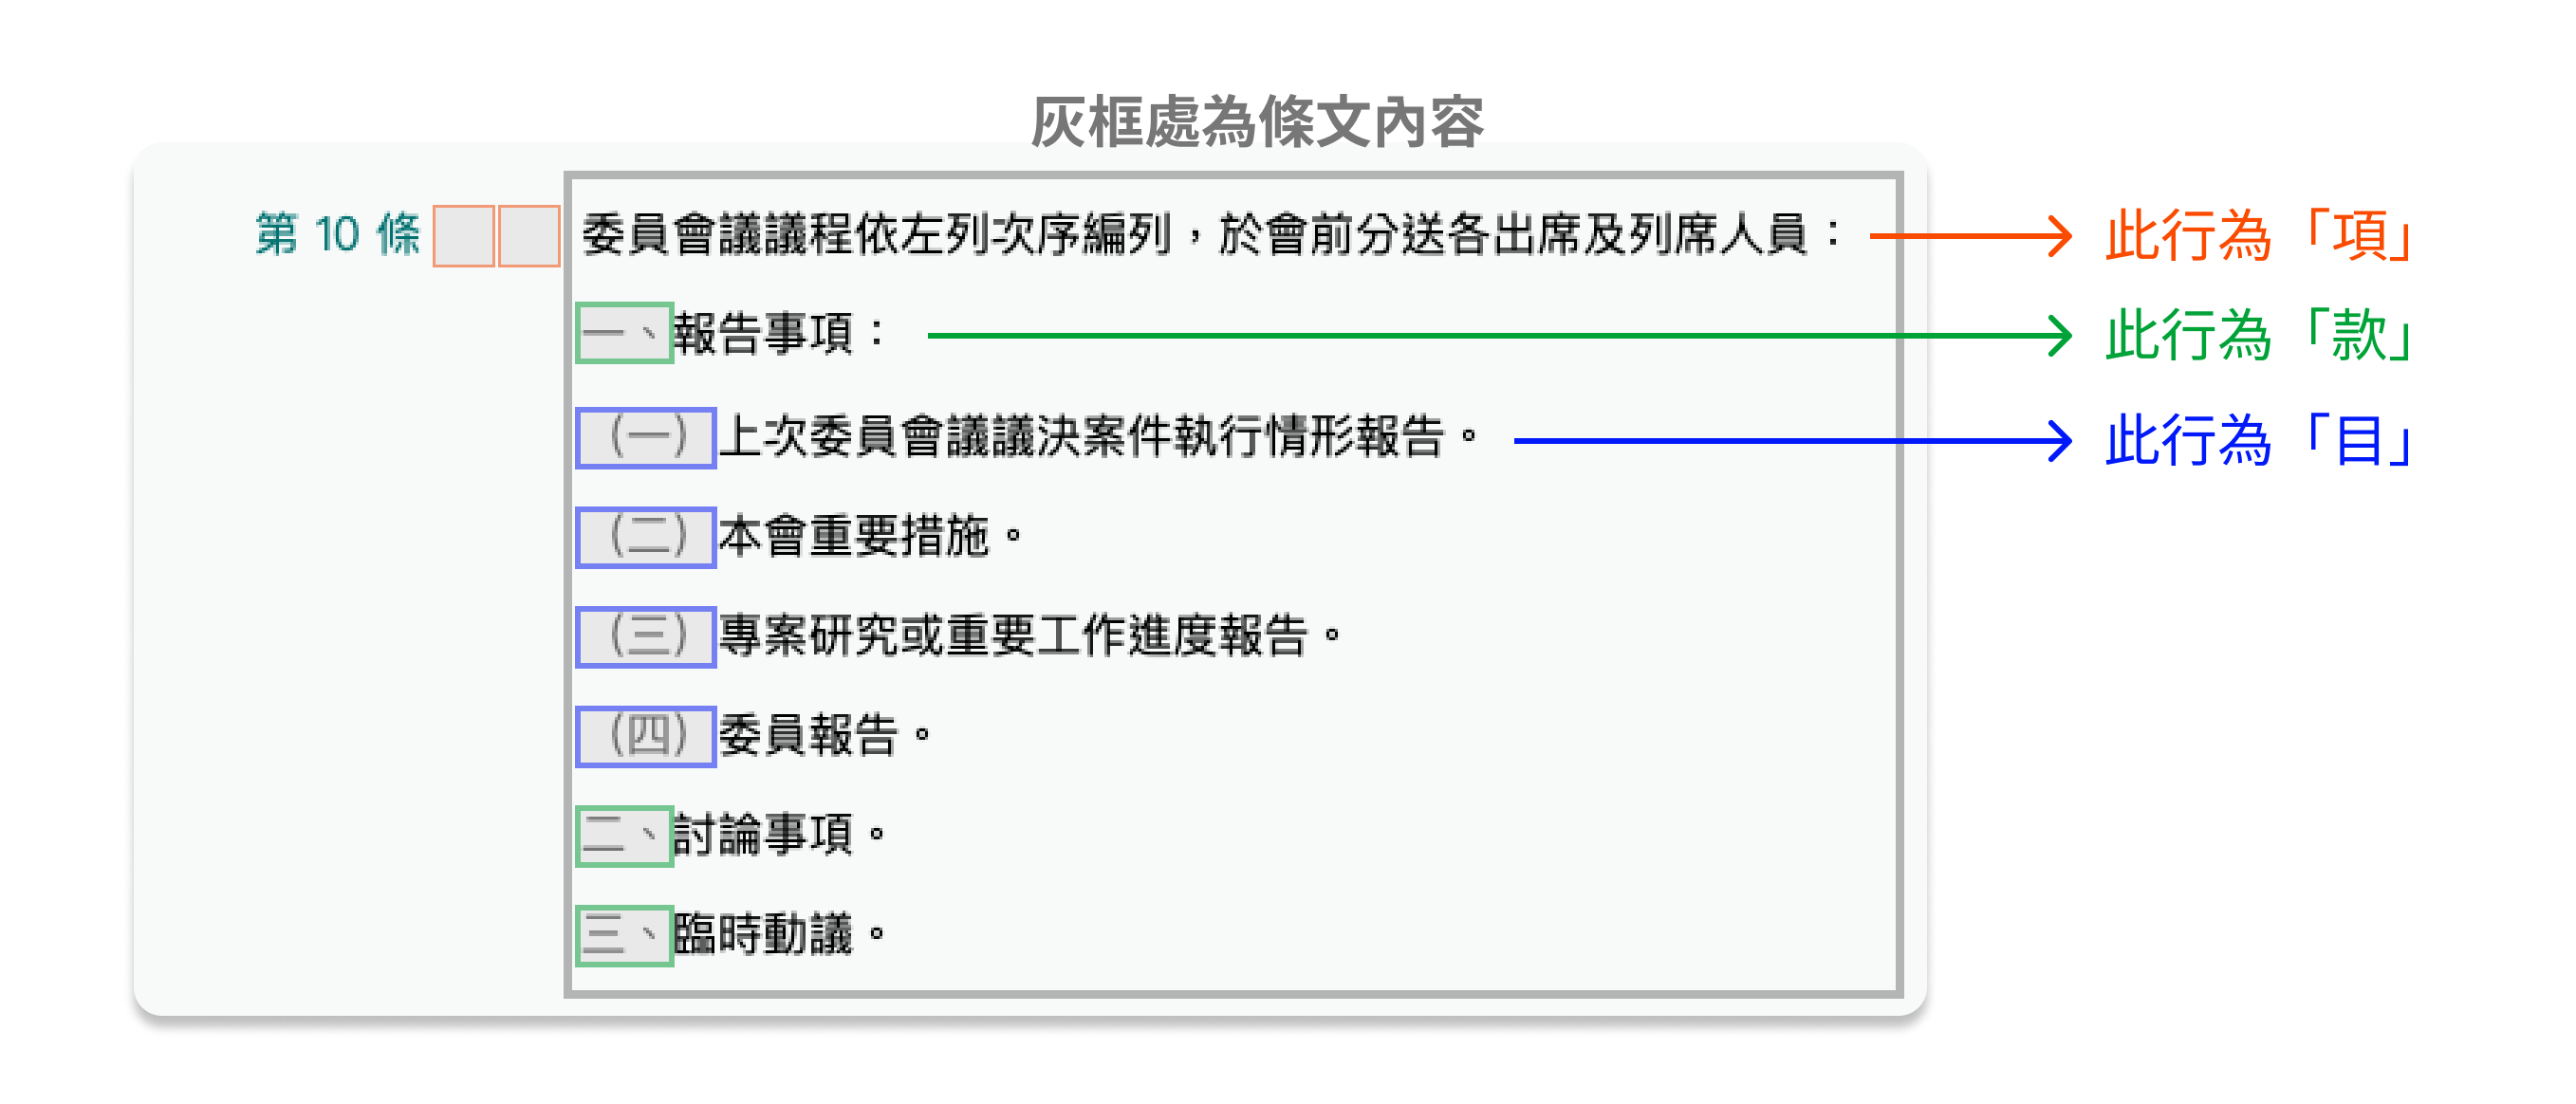 灰框處為條文內容
第 10 條 委員會議議程依左列次序編列，於會前分送各出席及列席人員： 此行為「項」
一、報告事項： 此行為「款」
（一）上次委員會議議決案件執行情形報告。 此行為「目」
（二）本會重要措施。
（三）專案研究或重要工作進度報告。
（四）委員報告。
二、討論事項。
三、臨時動議。